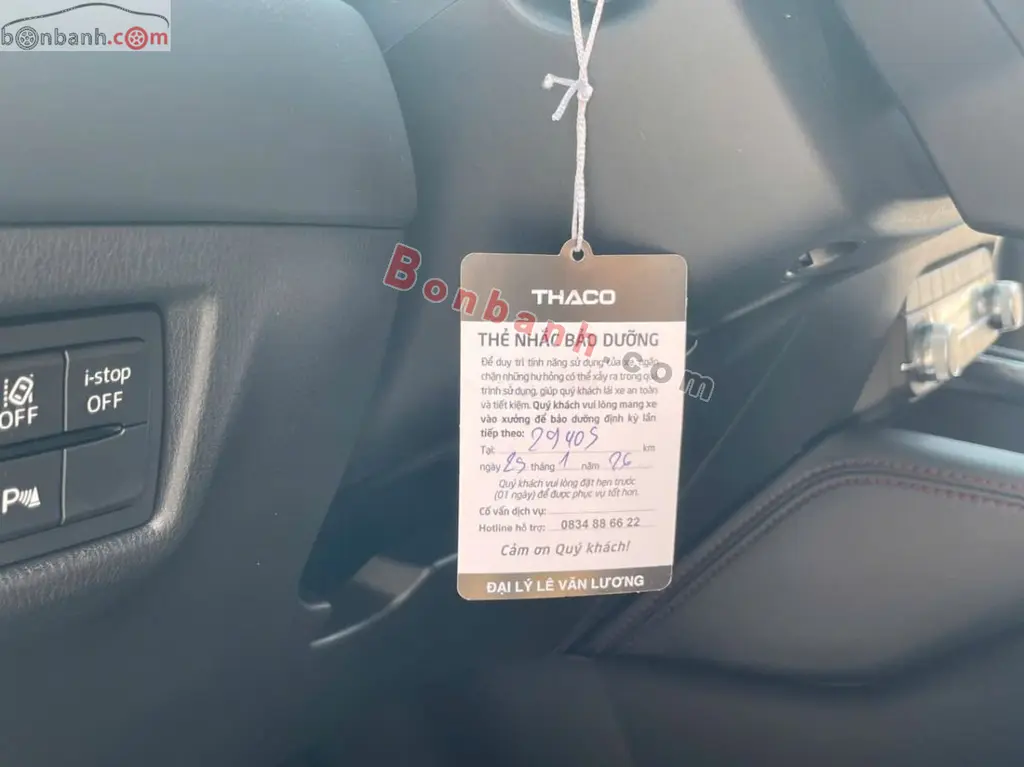 bonbanh.com
i-stop
OFF
OFF
P
Bonbanh.com
THACO
THẺ NHẮC BẢO DƯỠNG
Để duy trì tính năng sử dụng của xe, ngăn
chặn những hư hỏng có thể xảy ra trong quá
trình sử dụng, giúp quý khách lái xe an toàn
và tiết kiệm. Quý khách vui lòng mang xe
vào xưởng để bảo dưỡng định kỳ lần
tiếp theo: 29405
Tại: km
ngày 25 tháng 1 năm 26
Quý khách vui lòng đặt hẹn trước
(01 ngày) để được phục vụ tốt hơn.
Cố vấn dịch vụ:
Hotline hỗ trợ: 0834 88 66 22
Cảm ơn Quý khách!
ĐẠI LÝ LÊ VĂN LƯƠNG